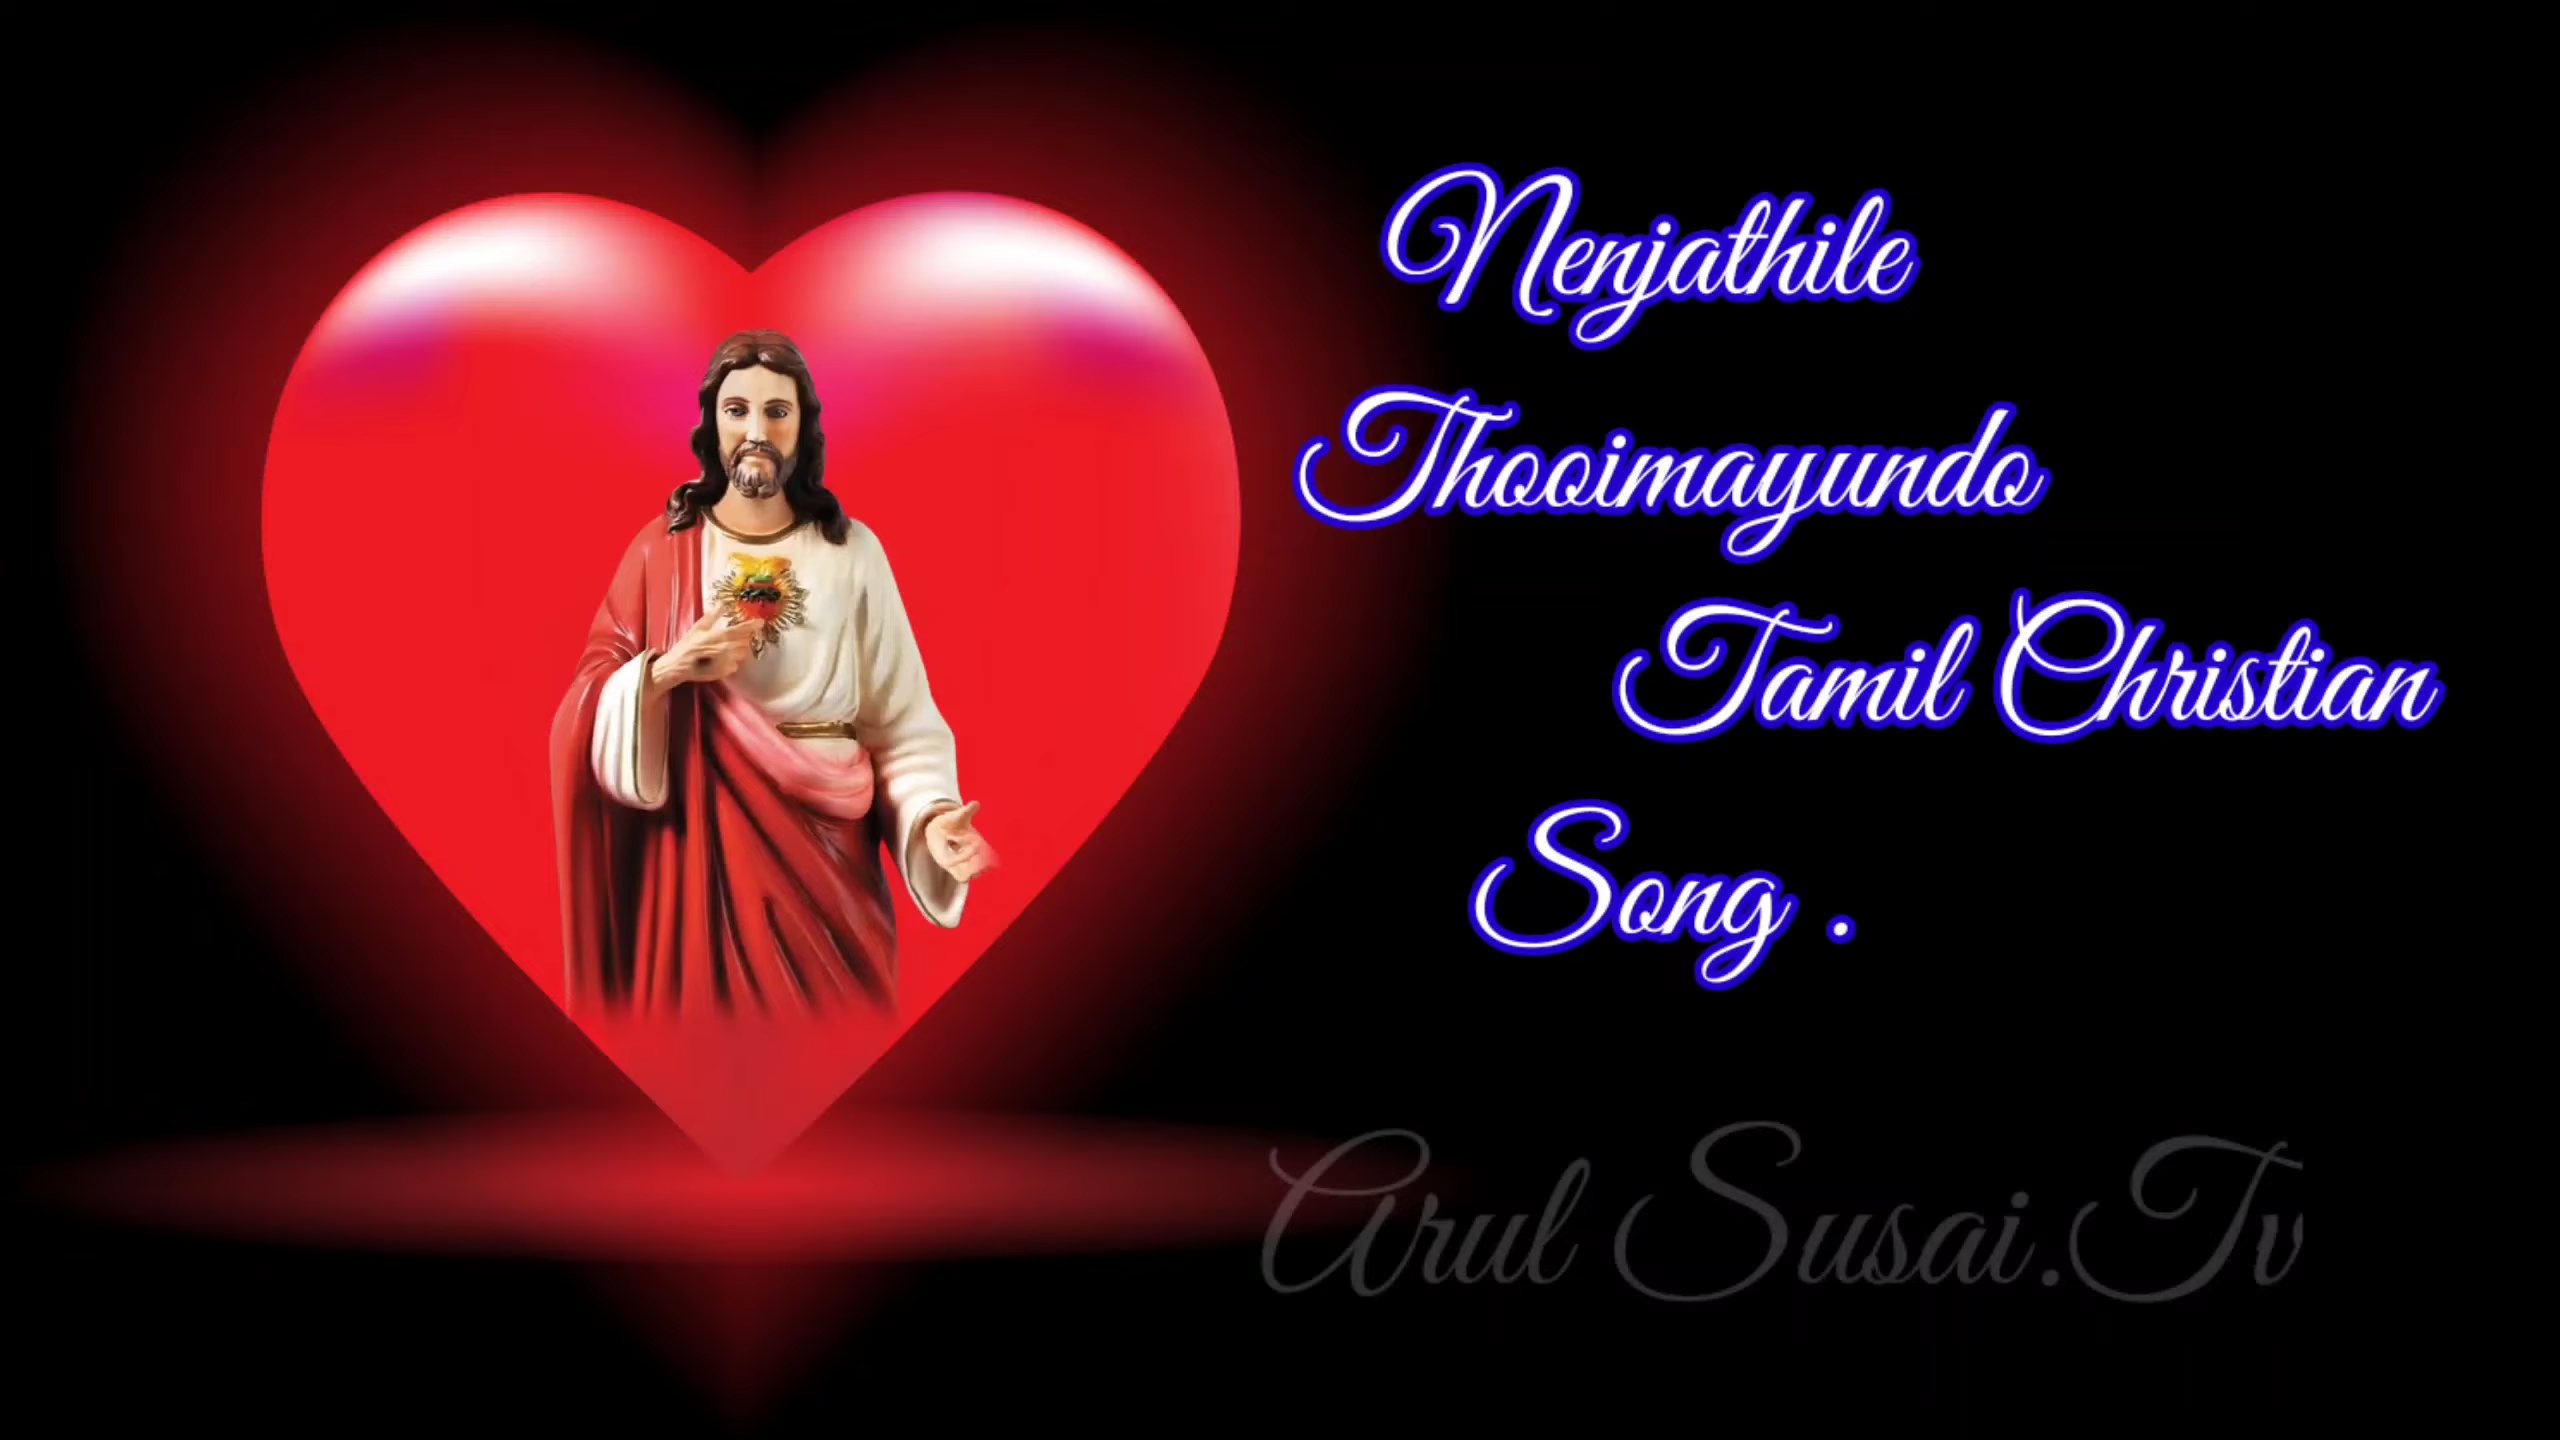 Nenjathile
Thooimayundo
Tamil Christian
Song .
Arul Susai.Tv